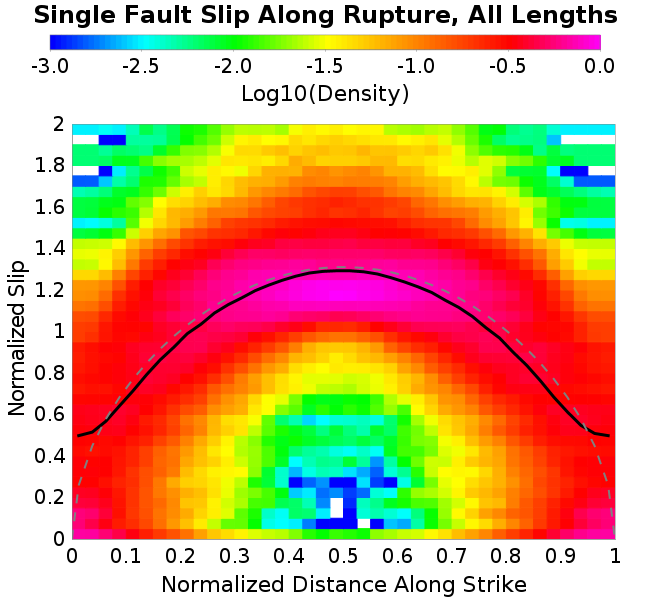 Single Fault Slip Along Rupture, All Lengths
-3.0 -2.5 -2.0 -1.5 -1.0 -0.5 0.0
Log10(Density)
2
1.8
1.6
1.4
1.2
1
0.8
0.6
0.4
0.2
0
Normalized Slip
0 0.1 0.2 0.3 0.4 0.5 0.6 0.7 0.8 0.9 1
Normalized Distance Along Strike